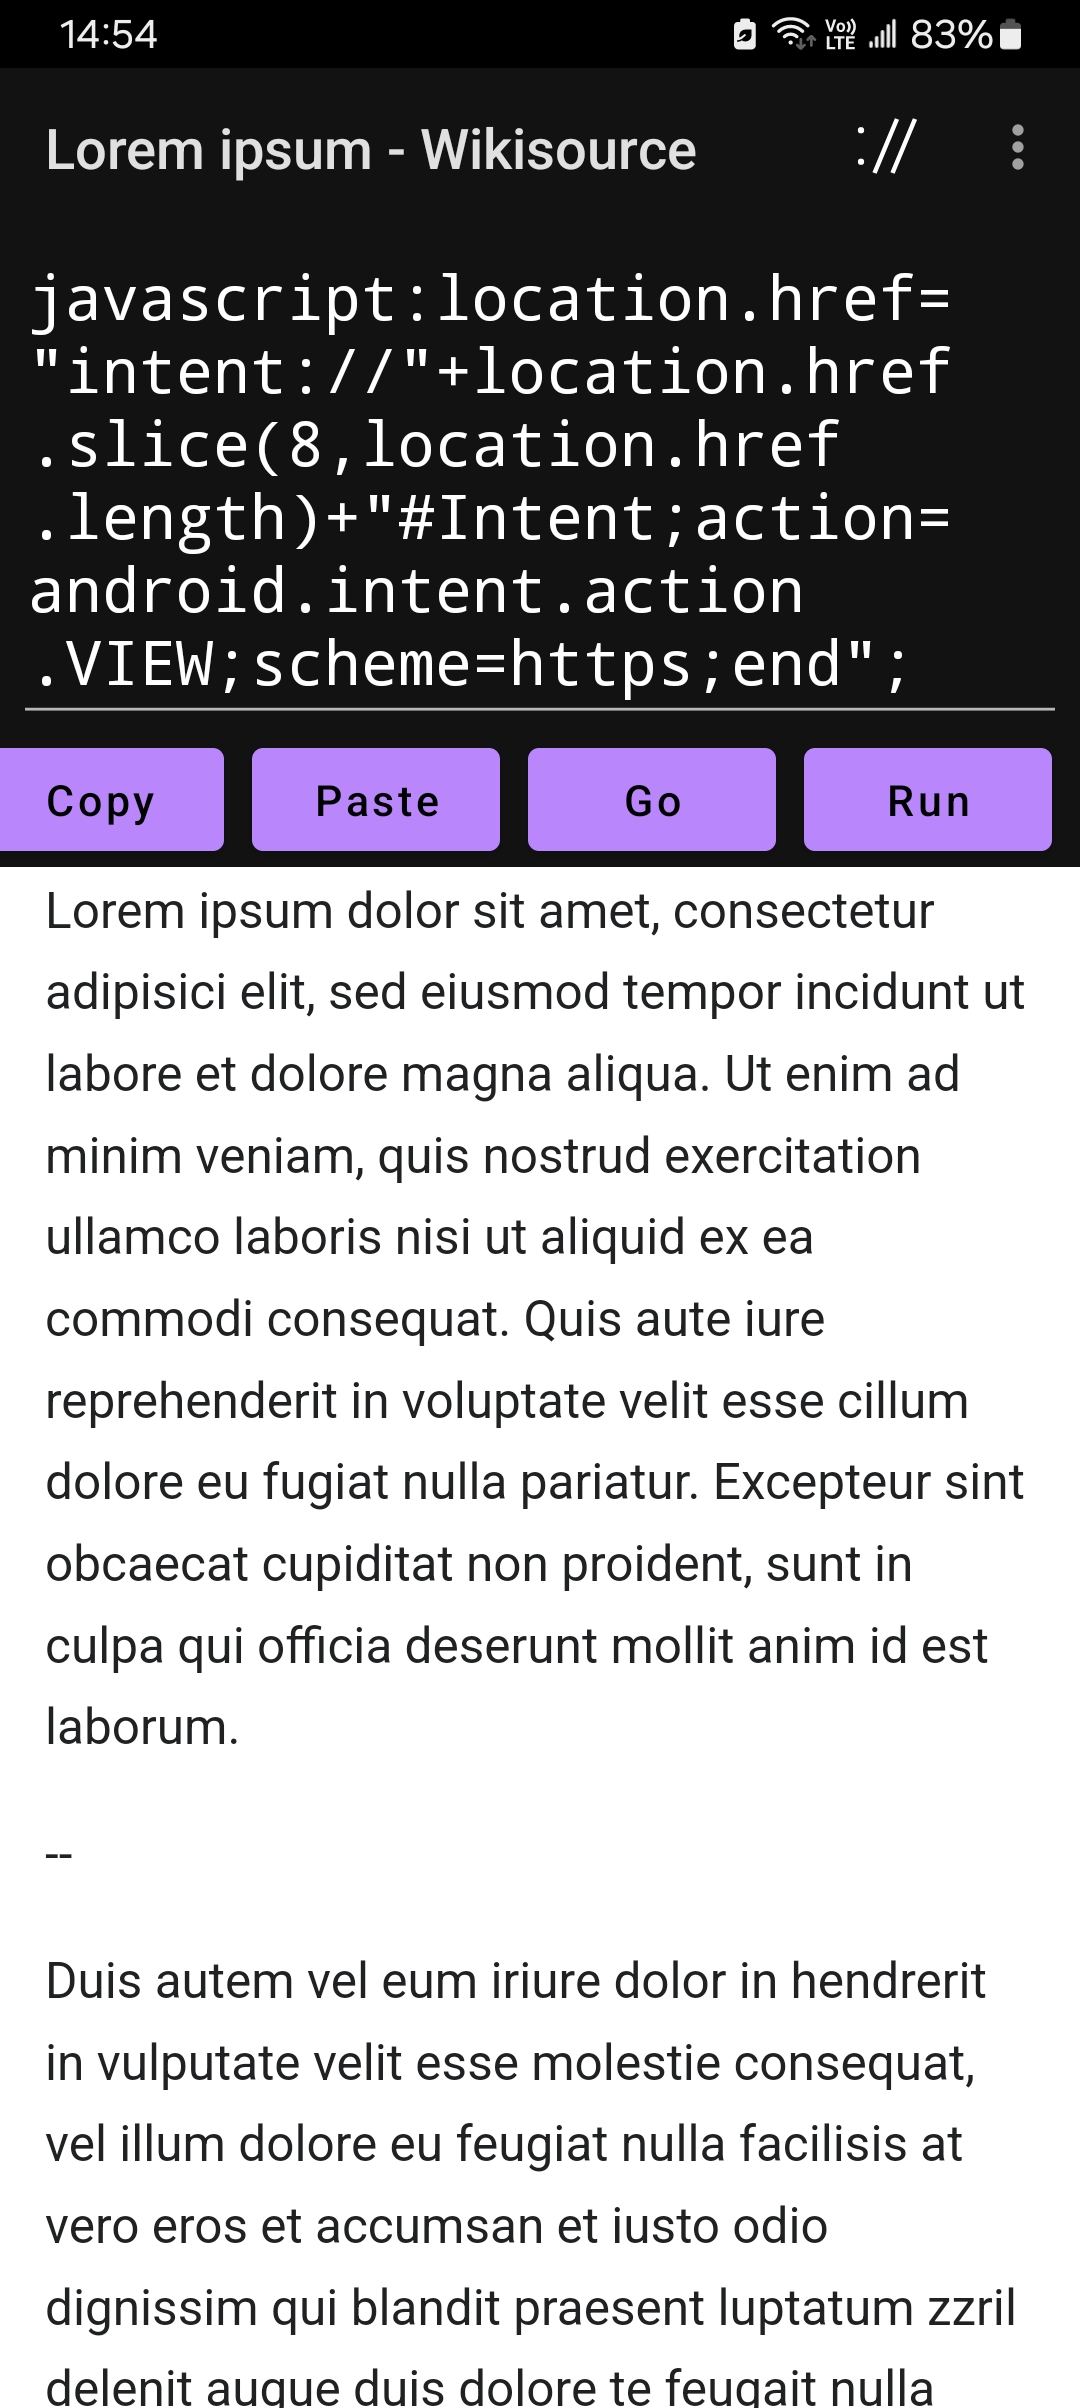 14:54
Vo)) LTE 83%
Lorem ipsum - Wikisource
://
javascript:location.href=
"intent://"+location.href
.slice(8,location.href
.length)+"#Intent;action=
android.intent.action
.VIEW;scheme=https;end";
Copy Paste Go Run
Lorem ipsum dolor sit amet, consectetur
adipisici elit, sed eiusmod tempor incidunt ut
labore et dolore magna aliqua. Ut enim ad
minim veniam, quis nostrud exercitation
ullamco laboris nisi ut aliquid ex ea
commodi consequat. Quis aute iure
reprehenderit in voluptate velit esse cillum
dolore eu fugiat nulla pariatur. Excepteur sint
obcaecat cupiditat non proident, sunt in
culpa qui officia deserunt mollit anim id est
laborum.
--
Duis autem vel eum iriure dolor in hendrerit
in vulputate velit esse molestie consequat,
vel illum dolore eu feugiat nulla facilisis at
vero eros et accumsan et iusto odio
dignissim qui blandit praesent luptatum zzril
delenit augue duis dolore te feugait nulla